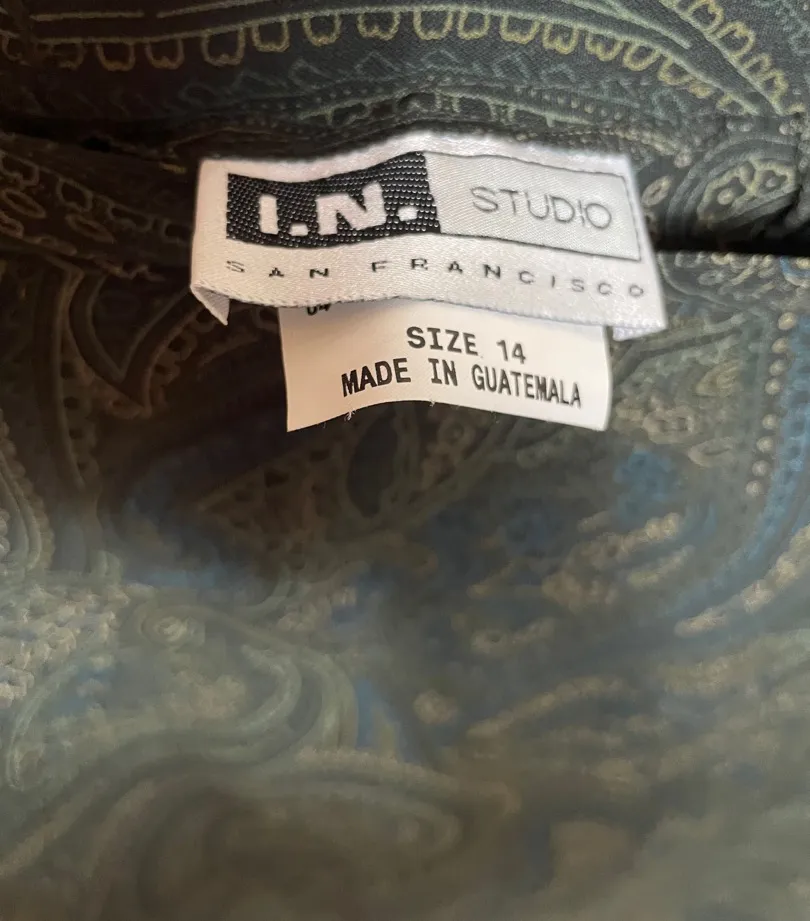 I.N. STUDIO
SAN FRANCISCO
SIZE 14
MADE IN GUATEMALA